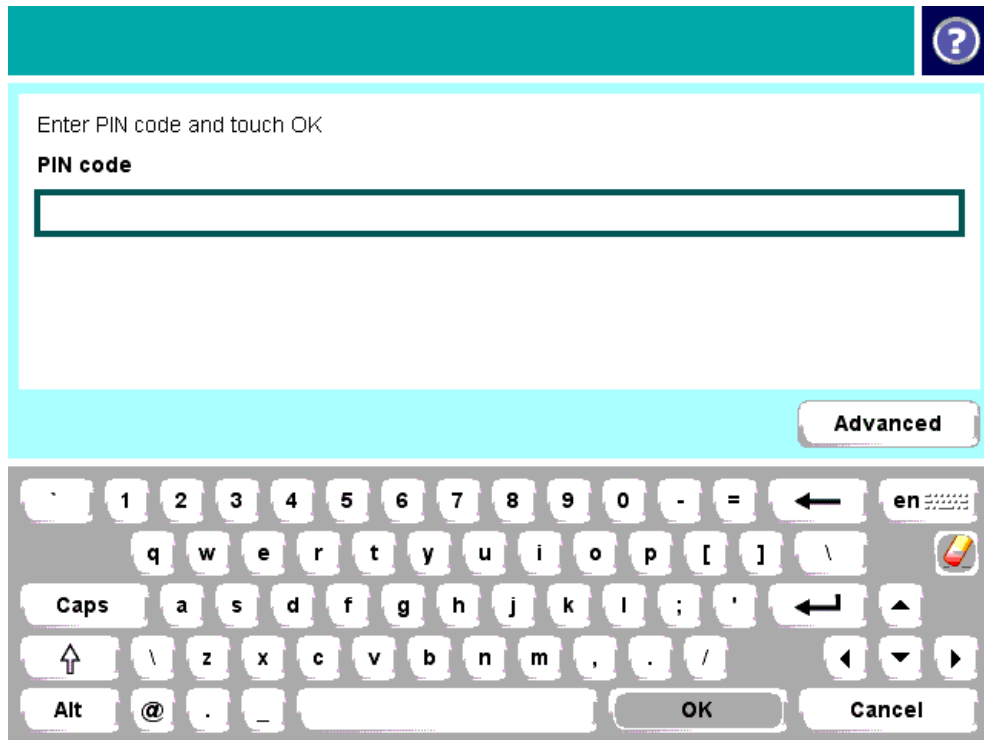 ?
Enter PIN code and touch OK
PIN code
Advanced
` 1 2 3 4 5 6 7 8 9 0 - = en
q w e r t y u i o p [ ] \
Caps a s d f g h j k l ; '
\ z x c v b n m , . /
Alt @ . _ OK Cancel